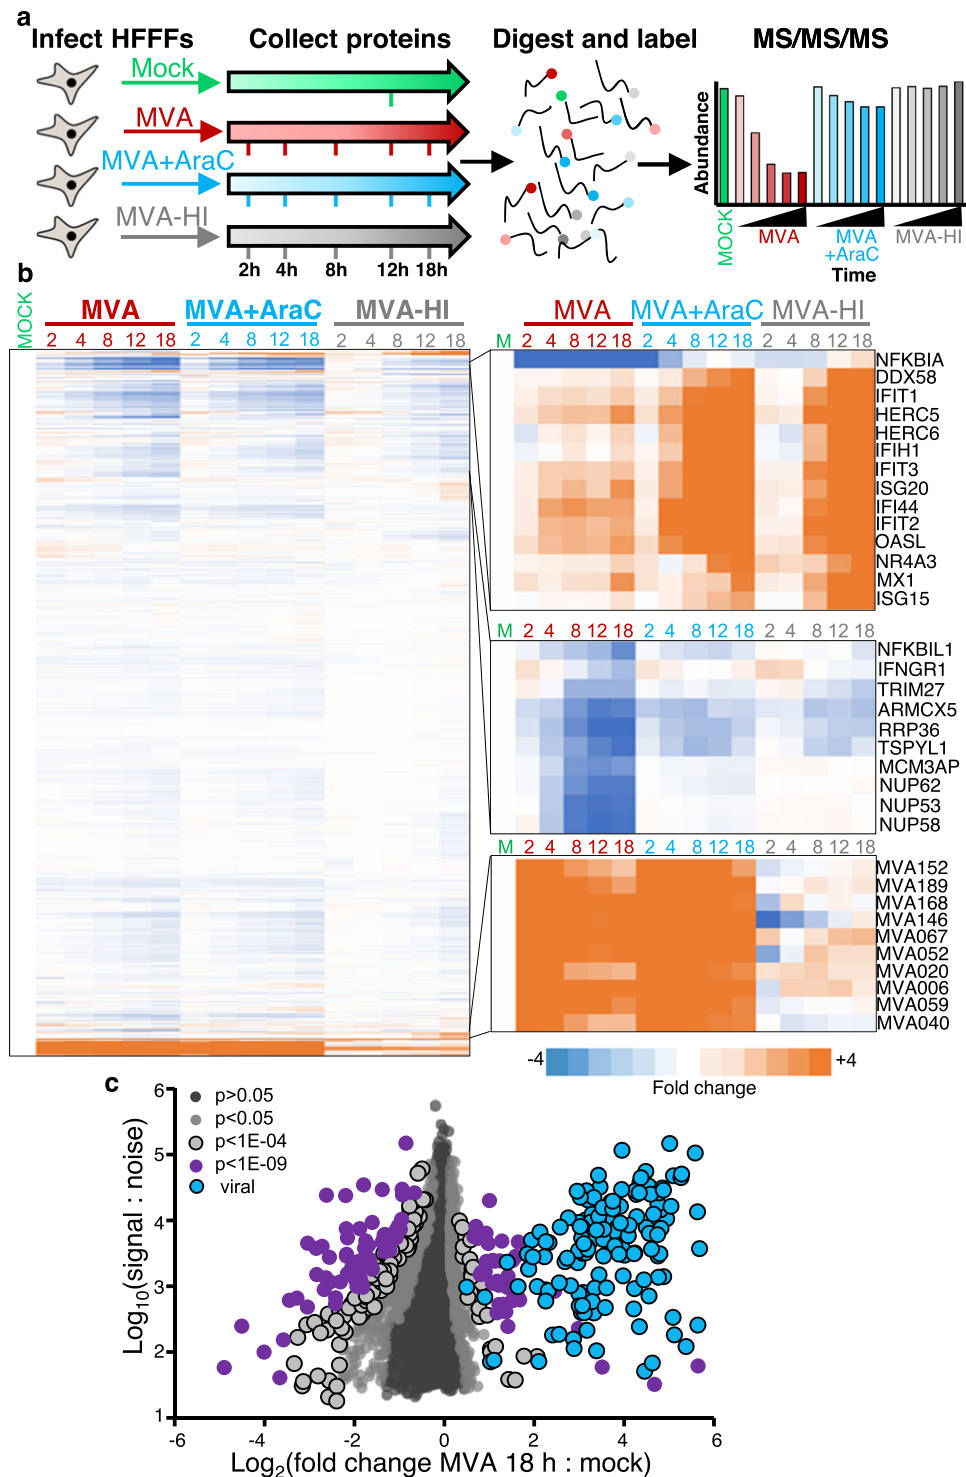 a
Infect HFFFs
Collect proteins
Digest and label
MS/MS/MS
Mock
MVA
MVA+AraC
MVA-HI
2h 4h 8h 12h 18h
Abundance
MOCK
MVA
MVA
+AraC
MVA-HI
Time
b
MOCK
MVA
MVA+AraC
MVA-HI
2 4 8 12 18 2 4 8 12 18 2 4 8 12 18
MVA
MVA+AraC
MVA-HI
M 2 4 8 12 18 2 4 8 12 18 2 4 8 12 18
NFKBIA
DDX58
IFIT1
HERC5
HERC6
IFIH1
IFIT3
ISG20
IFI44
IFIT2
OASL
NR4A3
MX1
ISG15
M 2 4 8 12 18 2 4 8 12 18 2 4 8 12 18
NFKBIL1
IFNGR1
TRIM27
ARMCX5
RRP36
TSPYL1
MCM3AP
NUP62
NUP53
NUP58
M 2 4 8 12 18 2 4 8 12 18 2 4 8 12 18
MVA152
MVA189
MVA168
MVA146
MVA067
MVA052
MVA020
MVA006
MVA059
MVA040
-4
+4
Fold change
c
Log10(signal : noise)
6
5
4
3
2
1
p>0.05
p<0.05
p<1E-04
p<1E-09
viral
-6 -4 -2 0 2 4 6
Log2(fold change MVA 18 h : mock)